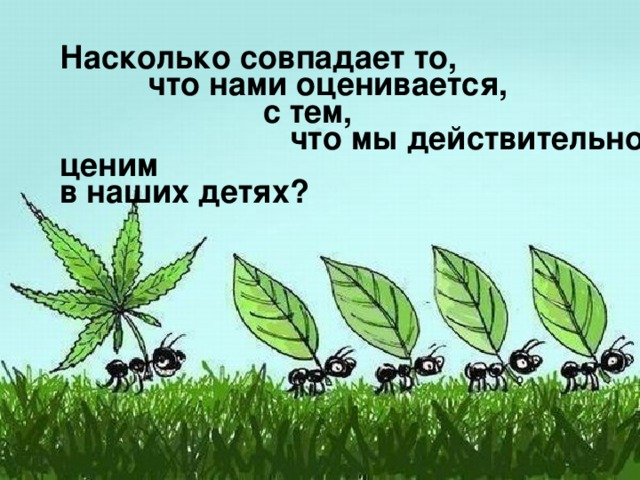 Насколько совпадает то,
что нами оценивается,
с тем,
что мы действительно
ценим
в наших детях?